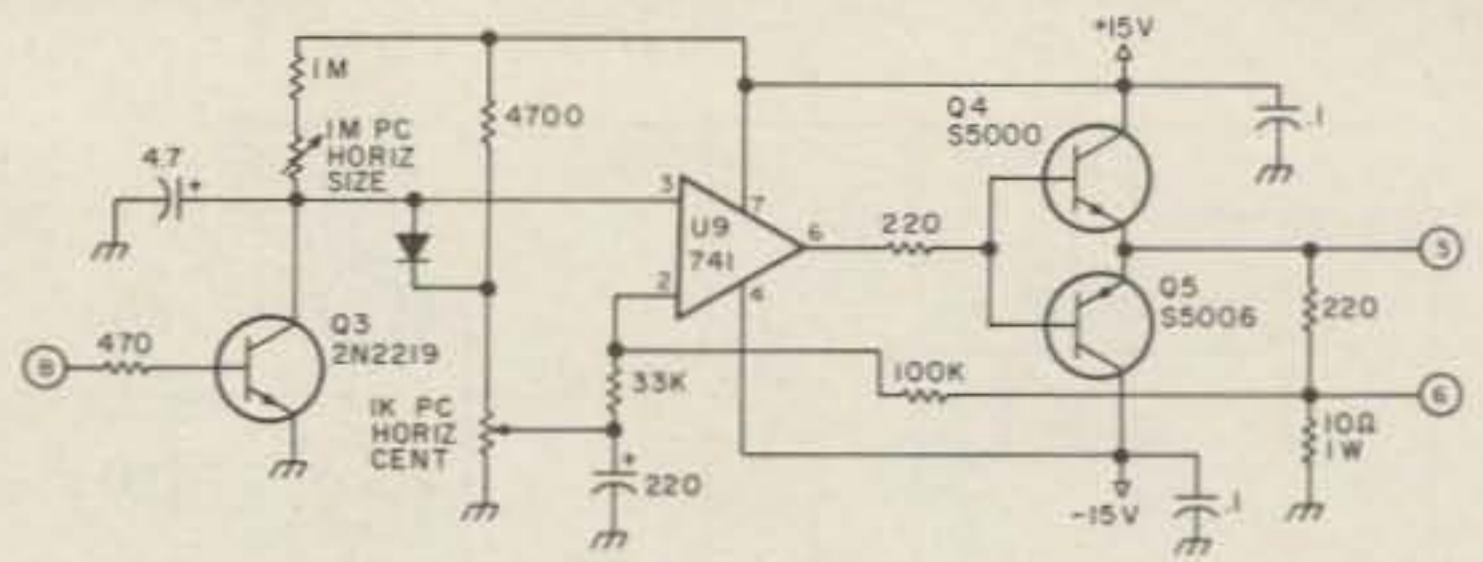 +15V
1M
4700
Q4
S5000
.1
1M PC
HORIZ
SIZE
4.7
+
3
7
U9
741
6
220
2
4
Q5
S5006
220
5
Q3
2N2219
470
8
33K
100K
6
1K PC
HORIZ
CENT
+
220
10Ω
1W
-15V
.1